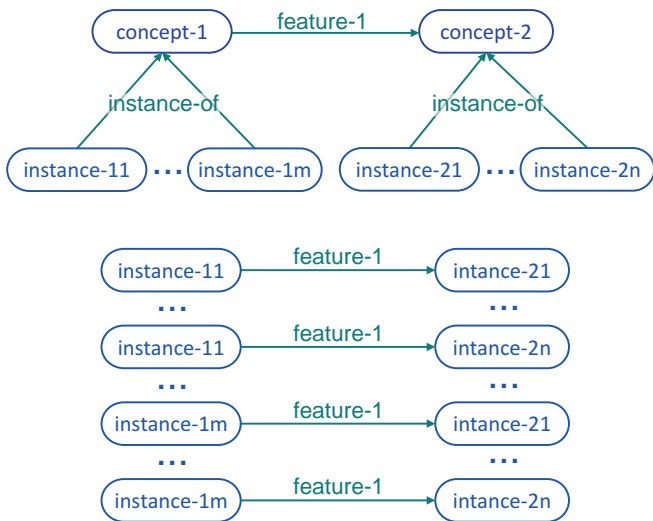 concept-1 feature-1 concept-2
instance-of instance-of
instance-11 ... instance-1m instance-21 ... instance-2n
instance-11 feature-1 intance-21
... ...
instance-11 feature-1 intance-2n
... ...
instance-1m feature-1 intance-21
... ...
instance-1m feature-1 intance-2n